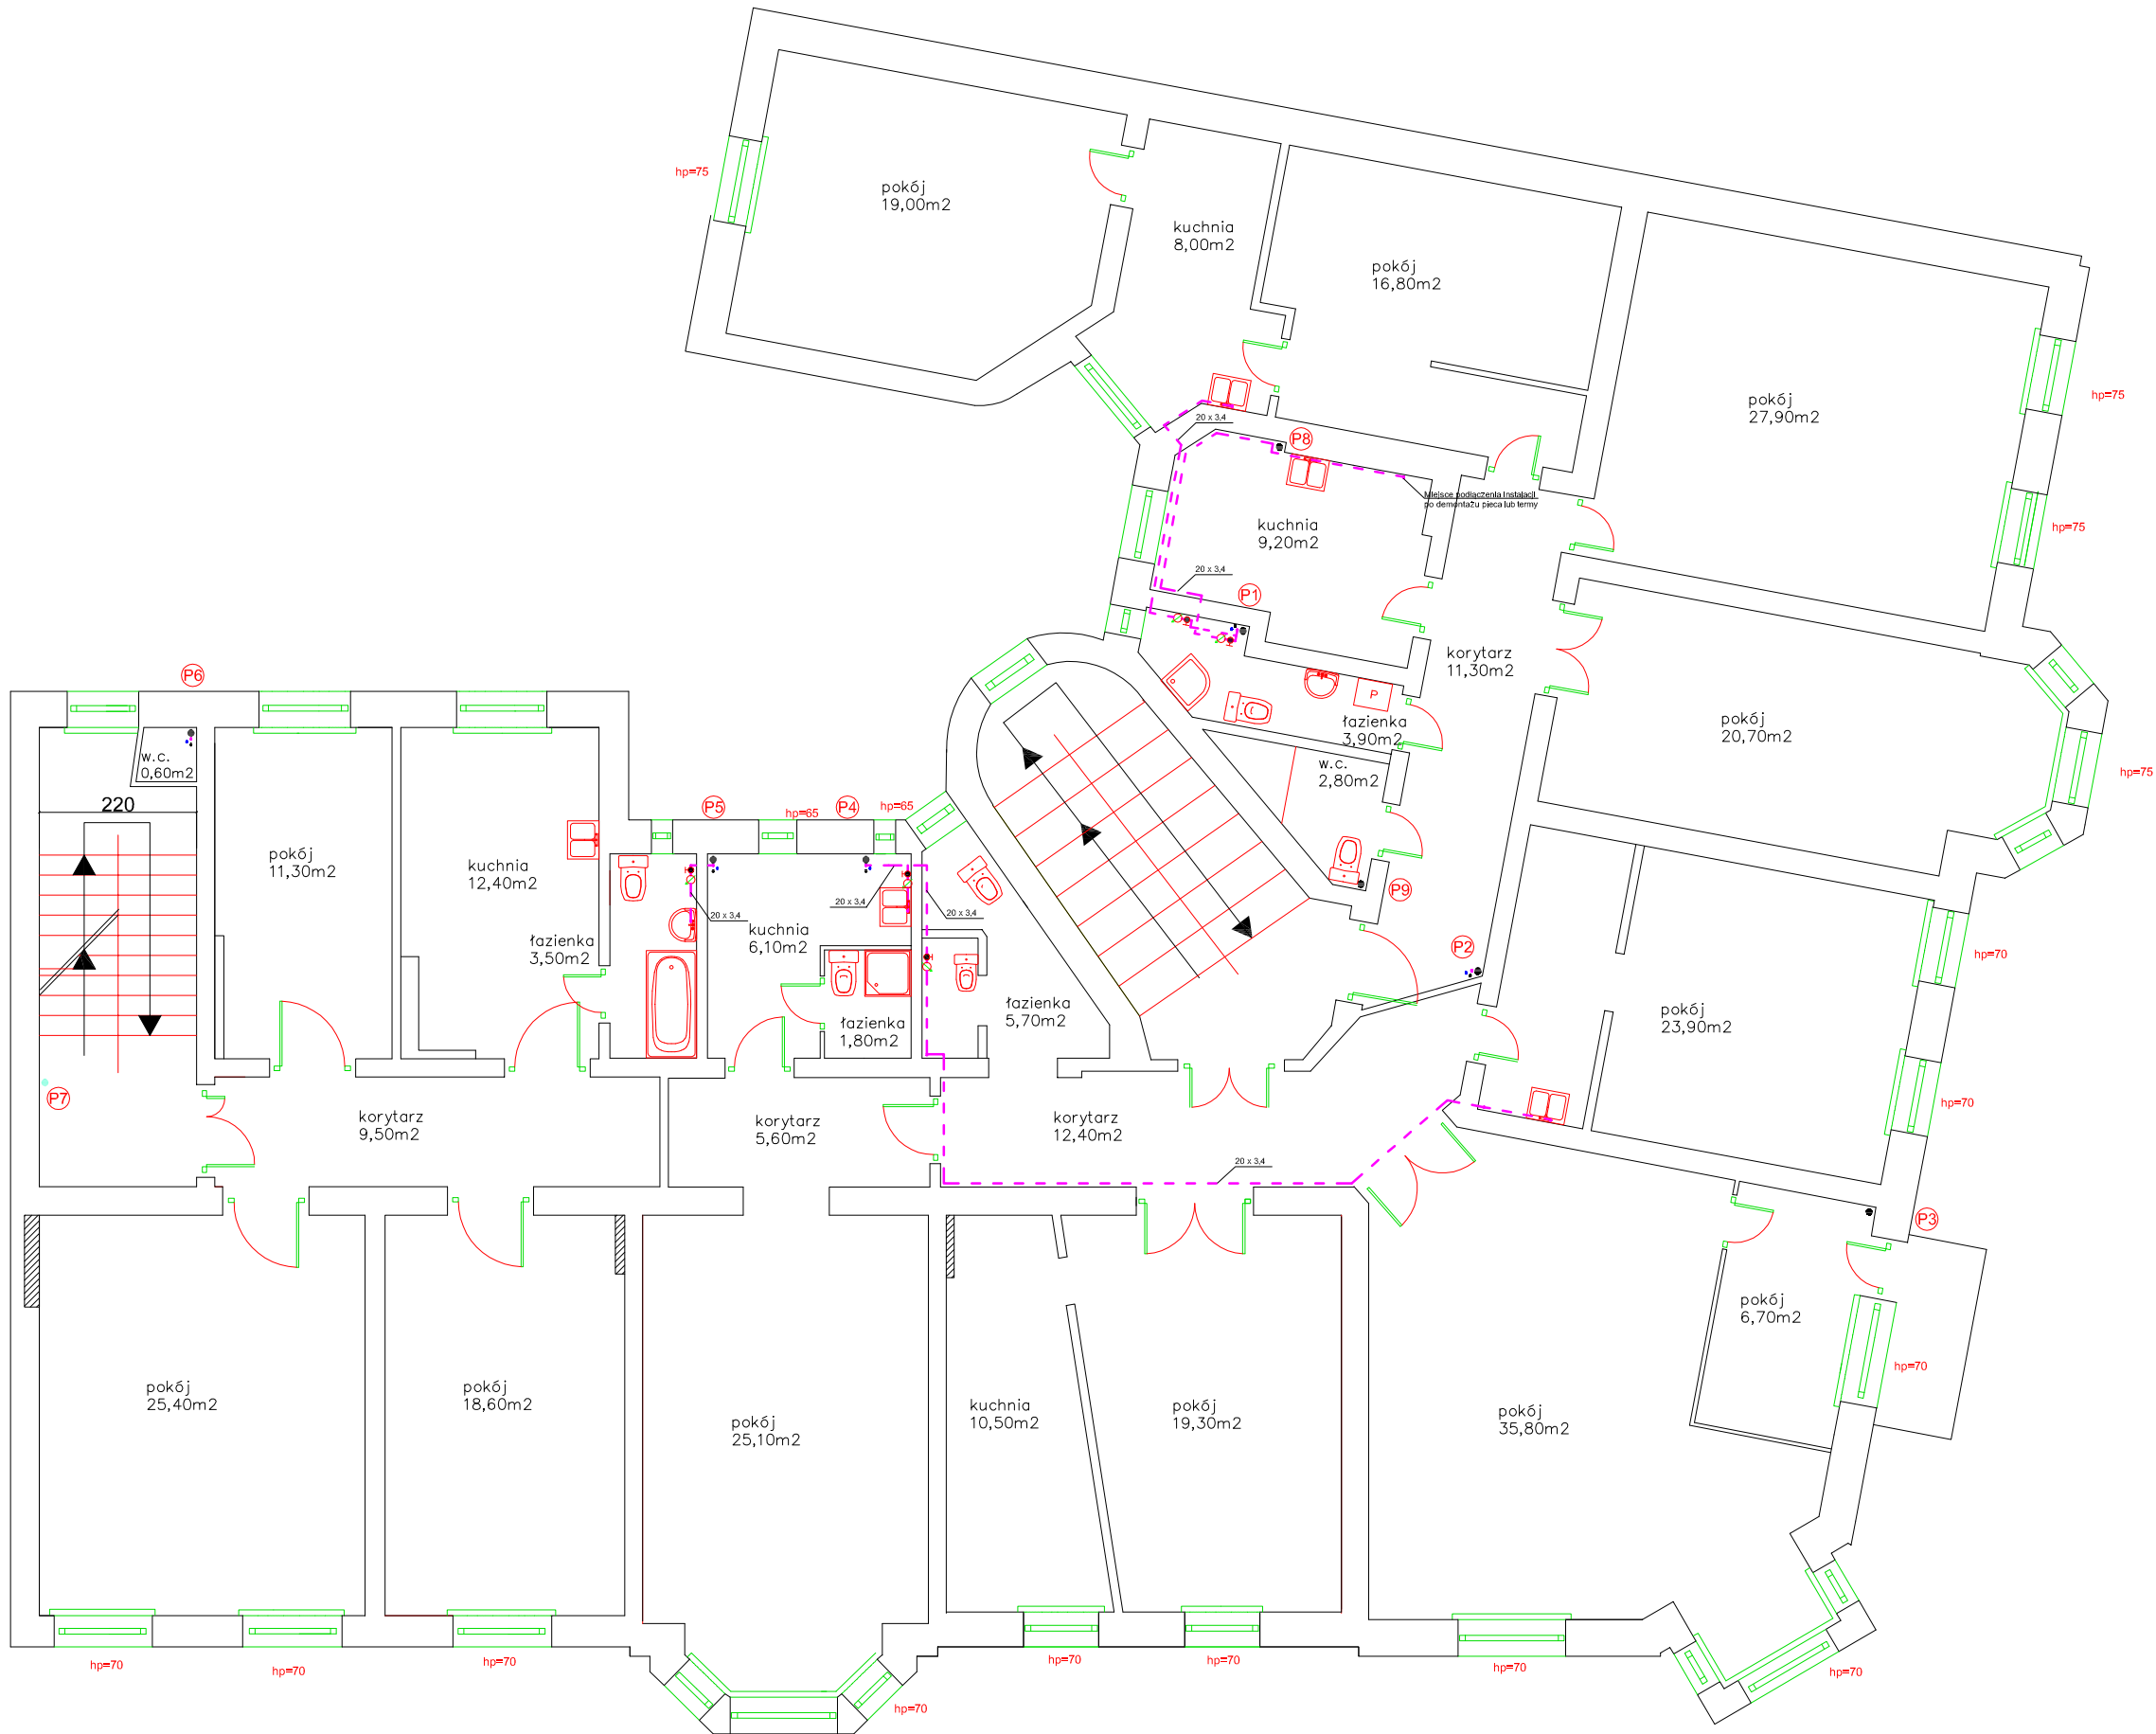 hp=75
pokój
19,00m2
kuchnia
8,00m2
pokój
16,80m2
pokój
27,90m2
hp=75
hp=75
20 x 3,4
P8
Miejsce podłączenia instalacji
po demontażu pieca lub termy
kuchnia
9,20m2
20 x 3,4
P1
korytarz
11,30m2
P
łazienka
3,90m2
w.c.
2,80m2
pokój
20,70m2
hp=75
P6
w.c.
0,60m2
220
pokój
11,30m2
kuchnia
12,40m2
P5
hp=65
P4
hp=65
łazienka
3,50m2
20 x 3,4
kuchnia
6,10m2
20 x 3,4
20 x 3,4
łazienka
1,80m2
łazienka
5,70m2
P9
P2
pokój
23,90m2
hp=70
hp=70
P7
korytarz
9,50m2
korytarz
5,60m2
korytarz
12,40m2
20 x 3,4
P3
pokój
6,70m2
hp=70
pokój
25,40m2
pokój
18,60m2
pokój
25,10m2
kuchnia
10,50m2
pokój
19,30m2
pokój
35,80m2
hp=70
hp=70
hp=70
hp=70
hp=70
hp=70
hp=70
hp=70